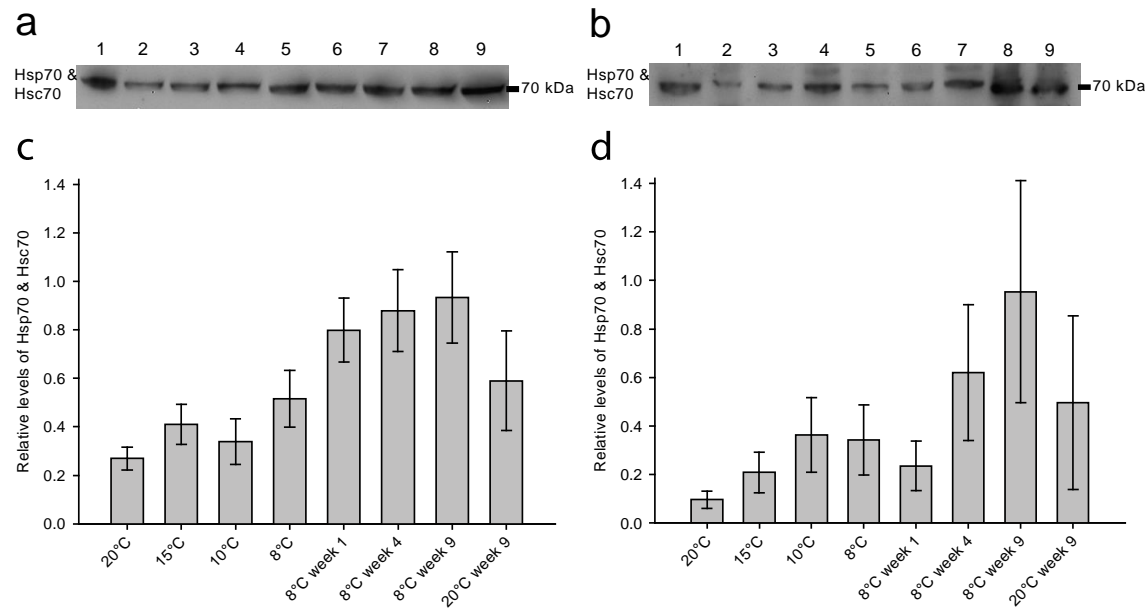 a
1 2 3 4 5 6 7 8 9
Hsp70 &
Hsc70
70 kDa
b
1 2 3 4 5 6 7 8 9
Hsp70 &
Hsc70
70 kDa
c
Relative levels of Hsp70 & Hsc70
1.4
1.2
1.0
0.8
0.6
0.4
0.2
0.0
20°C
15°C
10°C
8°C
8°C week 1
8°C week 4
8°C week 9
20°C week 9
d
Relative levels of Hsp70 & Hsc70
1.4
1.2
1.0
0.8
0.6
0.4
0.2
0.0
20°C
15°C
10°C
8°C
8°C week 1
8°C week 4
8°C week 9
20°C week 9